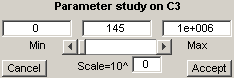 Parameter study on C3
0 145 1e+006
Min Max
Scale=10^ 0
Cancel Accept